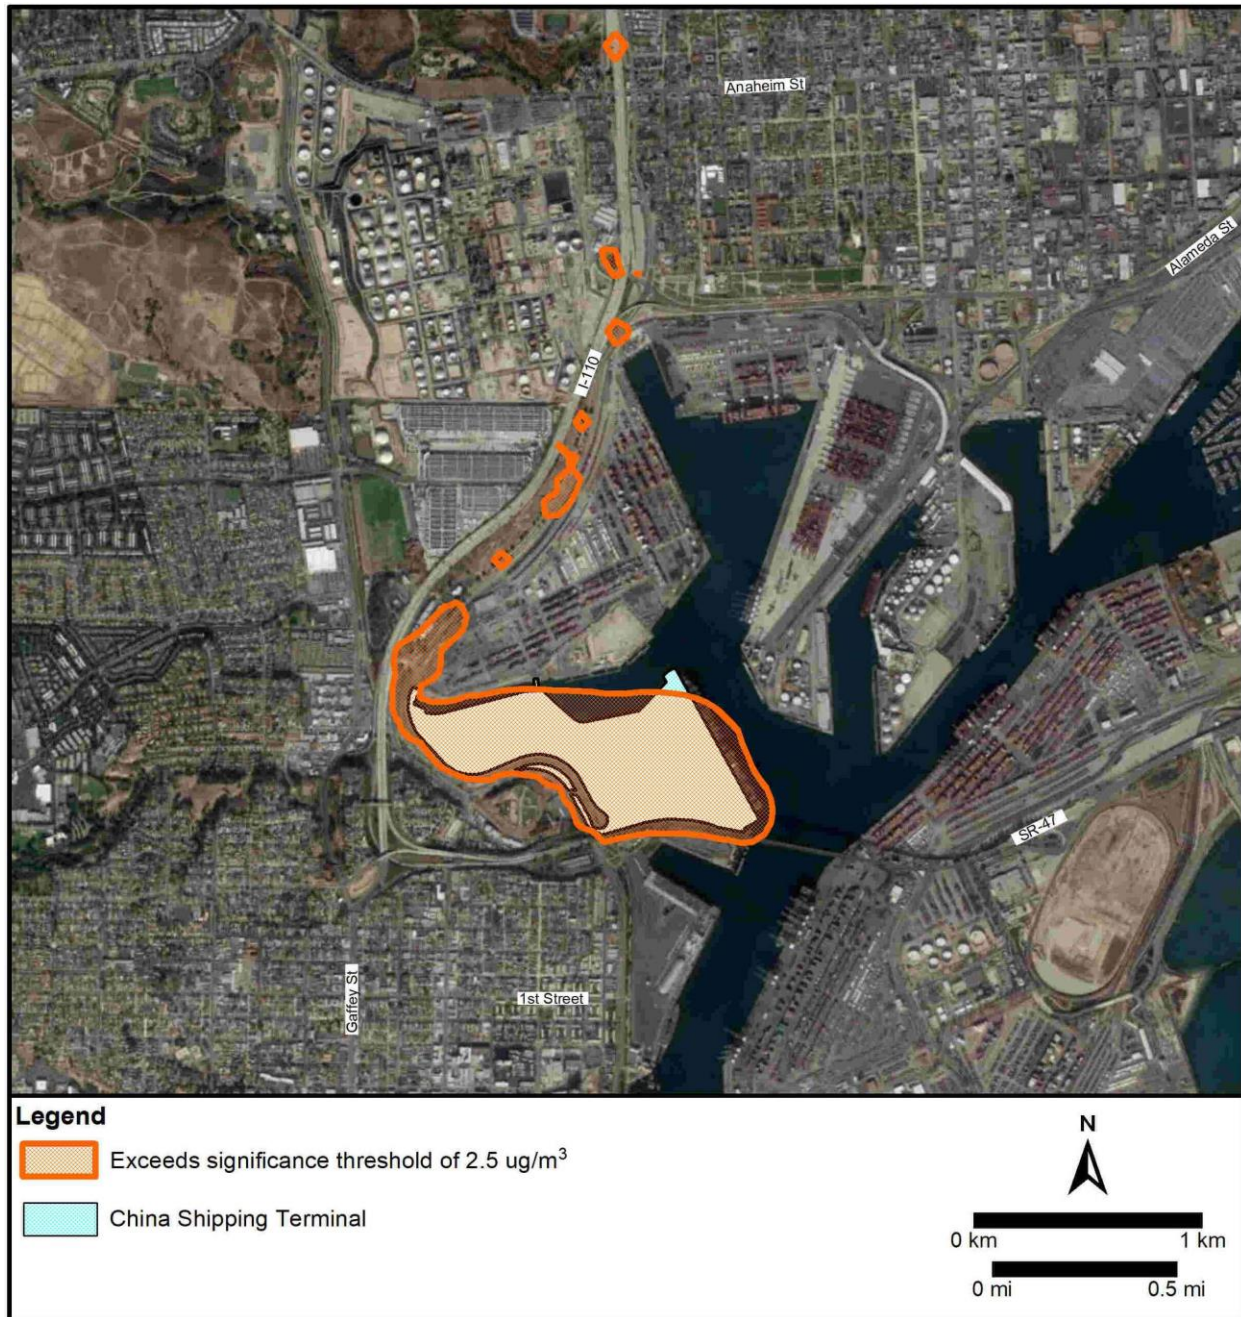 Anaheim St
Alameda St
I-110
SR-47
Gaffey St
1st Street
Legend
Exceeds significance threshold of 2.5 ug/m³
China Shipping Terminal
N
0 km 1 km
0 mi 0.5 mi